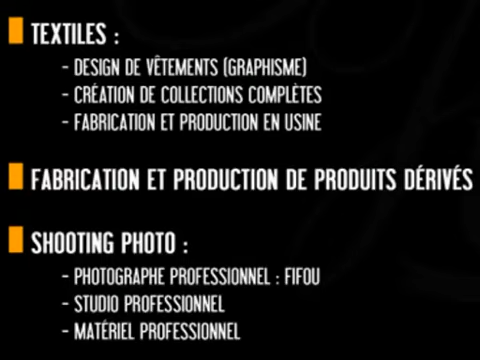 TEXTILES :
- DESIGN DE VÊTEMENTS (GRAPHISME)
- CRÉATION DE COLLECTIONS COMPLÈTES
- FABRICATION ET PRODUCTION EN USINE
FABRICATION ET PRODUCTION DE PRODUITS DÉRIVÉS
SHOOTING PHOTO :
- PHOTOGRAPHE PROFESSIONNEL : FIFOU
- STUDIO PROFESSIONNEL
- MATÉRIEL PROFESSIONNEL